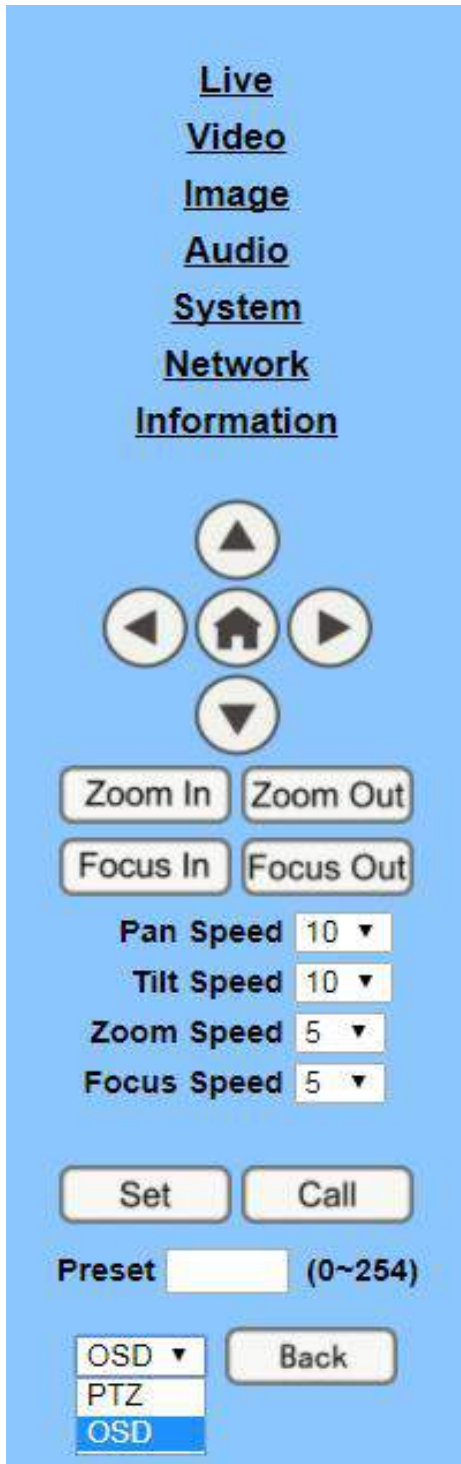 Live
Video
Image
Audio
System
Network
Information
Zoom In Zoom Out
Focus In Focus Out
Pan Speed 10
Tilt Speed 10
Zoom Speed 5
Focus Speed 5
Set Call
Preset (0~254)
OSD Back
PTZ
OSD